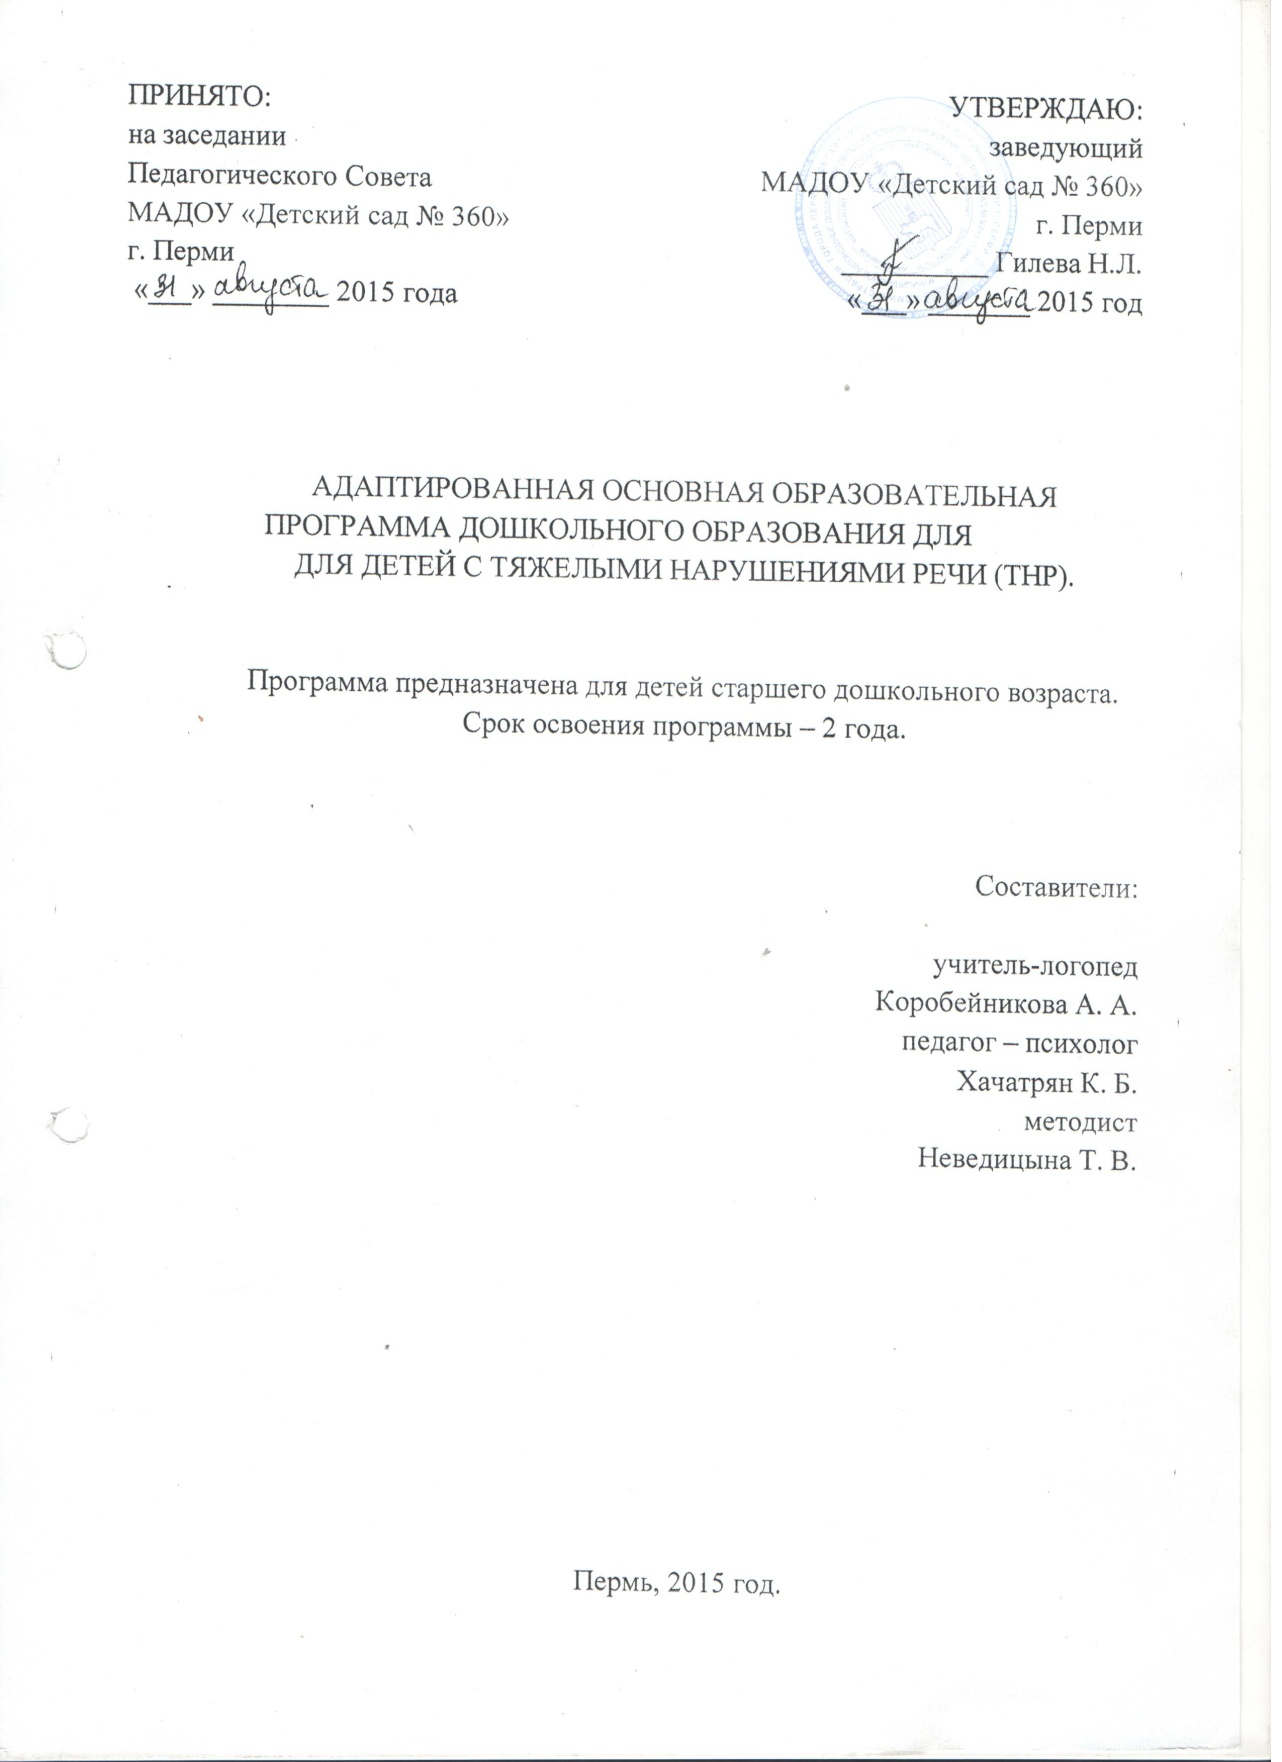 ПРИНЯТО:
на заседании
Педагогического Совета
МАДОУ «Детский сад № 360»
г. Перми
«31» августа 2015 года
УТВЕРЖДАЮ:
заведующий
МАДОУ «Детский сад № 360»
г. Перми
Гилева Н.Л.
«31» августа 2015 год
АДАПТИРОВАННАЯ ОСНОВНАЯ ОБРАЗОВАТЕЛЬНАЯ
ПРОГРАММА ДОШКОЛЬНОГО ОБРАЗОВАНИЯ ДЛЯ
ДЛЯ ДЕТЕЙ С ТЯЖЕЛЫМИ НАРУШЕНИЯМИ РЕЧИ (ТНР).
Программа предназначена для детей старшего дошкольного возраста.
Срок освоения программы – 2 года.
Составители:
учитель-логопед
Коробейникова А. А.
педагог – психолог
Хачатрян К. Б.
методист
Неведицына Т. В.
Пермь, 2015 год.